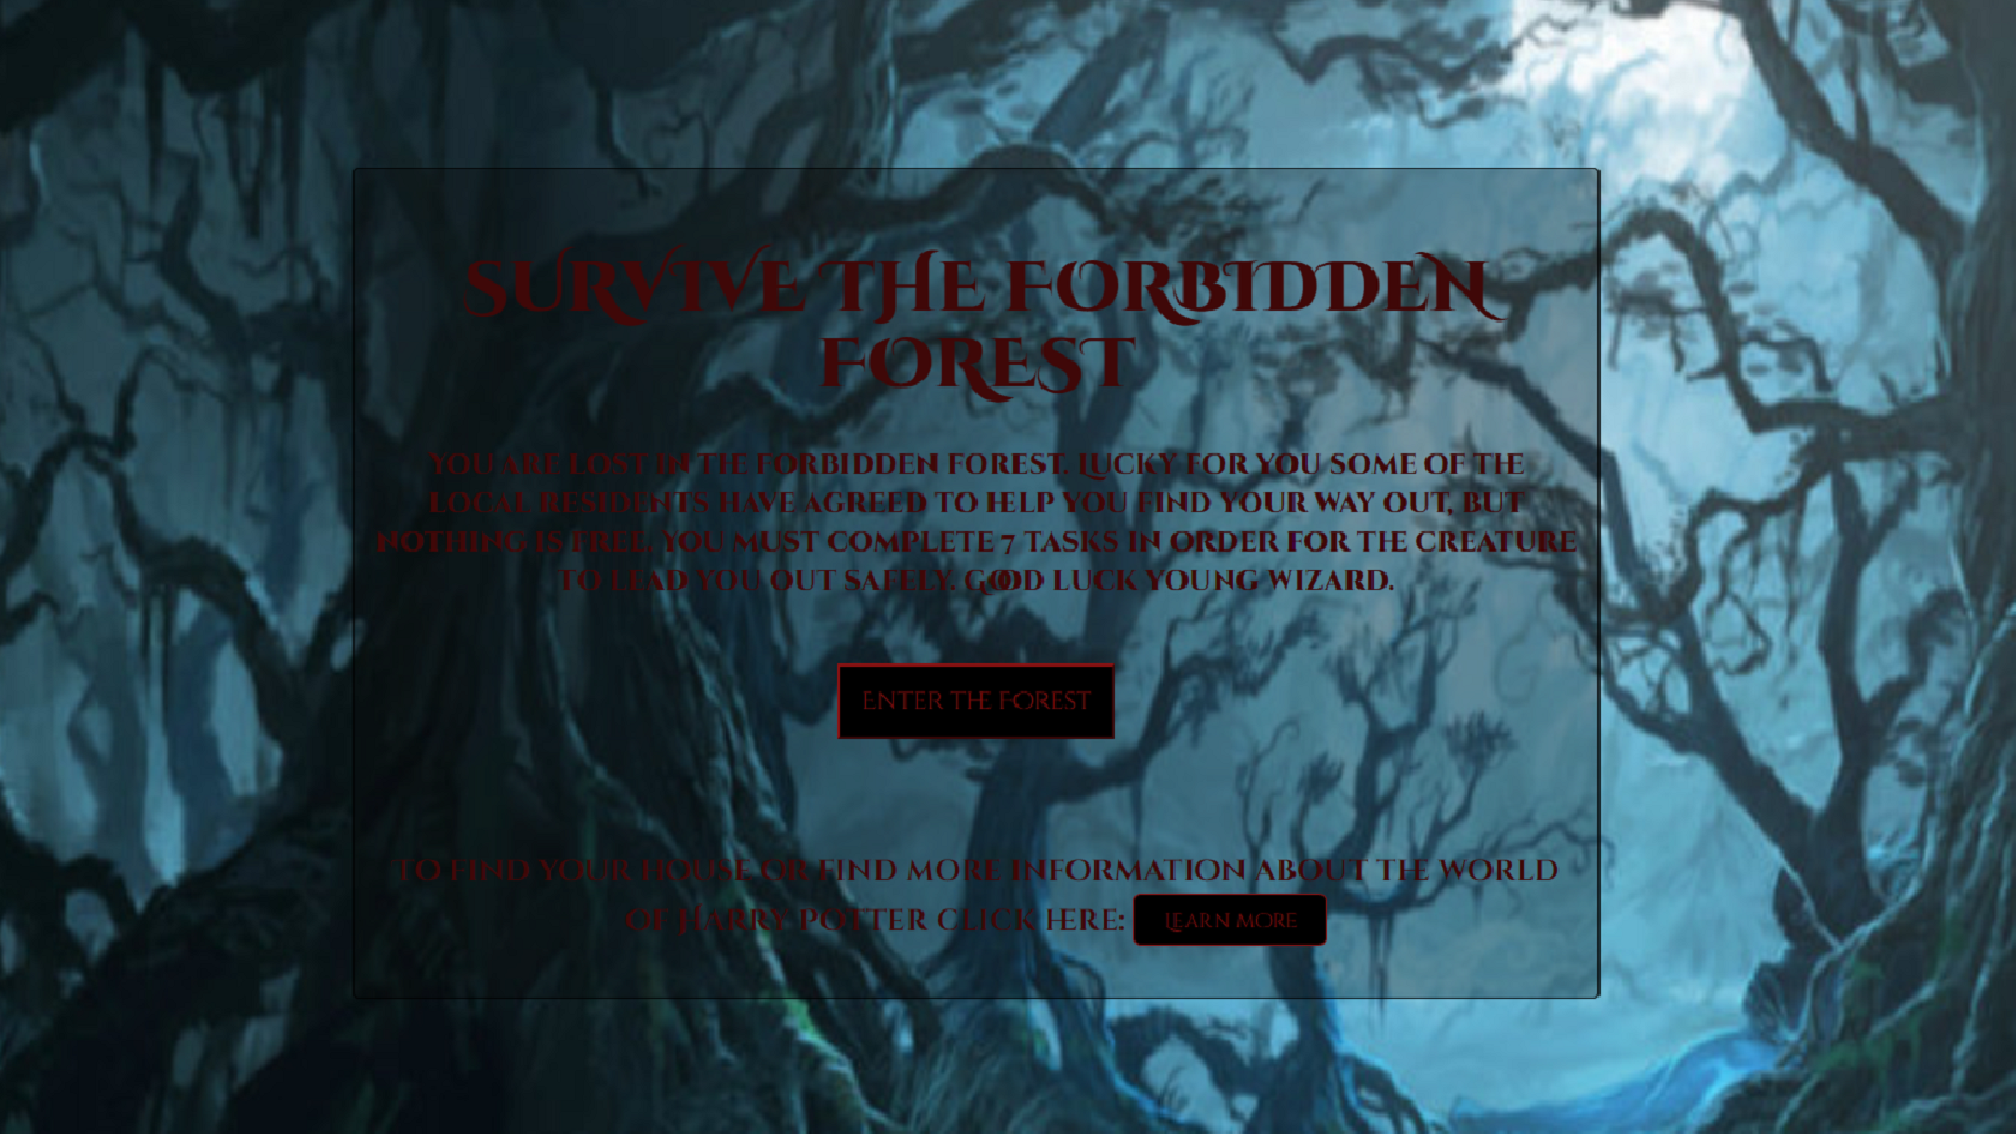 SURVIVE THE FORBIDDEN
FOREST
YOU ARE LOST IN THE FORBIDDEN FOREST. LUCKY FOR YOU SOME OF THE
LOCAL RESIDENTS HAVE AGREED TO HELP YOU FIND YOUR WAY OUT, BUT
NOTHING IS FREE. YOU MUST COMPLETE 7 TASKS IN ORDER FOR THE CREATURE
TO LEAD YOU OUT SAFELY. GOOD LUCK YOUNG WIZARD.
ENTER THE FOREST
TO FIND YOUR HOUSE OR FIND MORE INFORMATION ABOUT THE WORLD
OF HARRY POTTER CLICK HERE: LEARN MORE